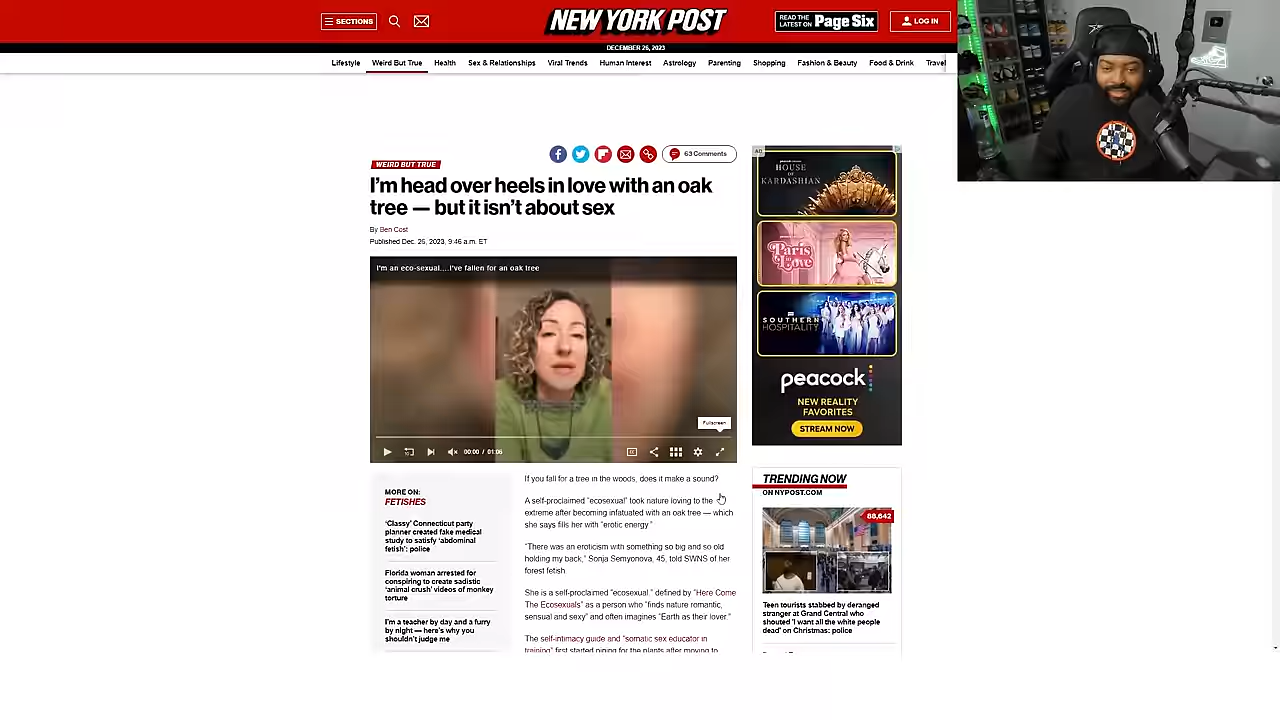 SECTIONS
NEW YORK POST
READ THE LATEST ON Page Six
LOG IN
DECEMBER 26, 2023
Lifestyle Weird But True Health Sex & Relationships Viral Trends Human Interest Astrology Parenting Shopping Fashion & Beauty Food & Drink Travel
WEIRD BUT TRUE
63 Comments
I'm head over heels in love with an oak
tree — but it isn't about sex
By Ben Cost
Published Dec. 25, 2023, 9:46 a.m. ET
I'm an eco-sexual....I've fallen for an oak tree
Fullscreen
00:00 / 01:06
MORE ON:
FETISHES
'Classy' Connecticut party
planner created fake medical
study to satisfy 'abdominal
fetish': police
Florida woman arrested for
conspiring to create sadistic
'animal crush' videos of monkey
torture
I'm a teacher by day and a furry
by night — here's why you
shouldn't judge me
If you fall for a tree in the woods, does it make a sound?
A self-proclaimed "ecosexual" took nature loving to the
extreme after becoming infatuated with an oak tree — which
she says fills her with "erotic energy."
"There was an eroticism with something so big and so old
holding my back," Sonja Semyonova, 45, told SWNS of her
forest fetish.
She is a self-proclaimed "ecosexual," defined by "Here Come
The Ecosexuals" as a person who "finds nature romantic,
sensual and sexy" and often imagines "Earth as their lover."
The self-intimacy guide and "somatic sex educator in
training" first started pining for the plants after moving to
AD
HOUSE OF
KARDASHIAN
Paris
in Love
SOUTHERN
HOSPITALITY
peacock
NEW REALITY
FAVORITES
STREAM NOW
TRENDING NOW
ON NYPOST.COM
88,642
Teen tourists stabbed by deranged
stranger at Grand Central who
shouted 'I want all the white people
dead' on Christmas: police